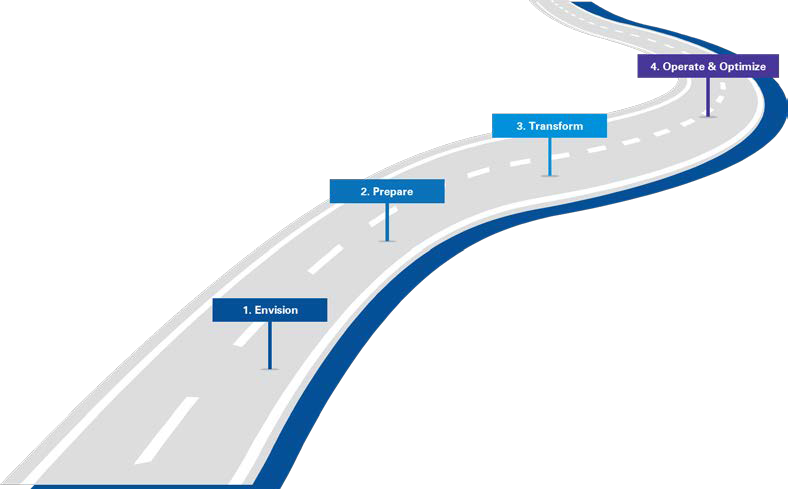 4. Operate & Optimize
3. Transform
2. Prepare
1. Envision